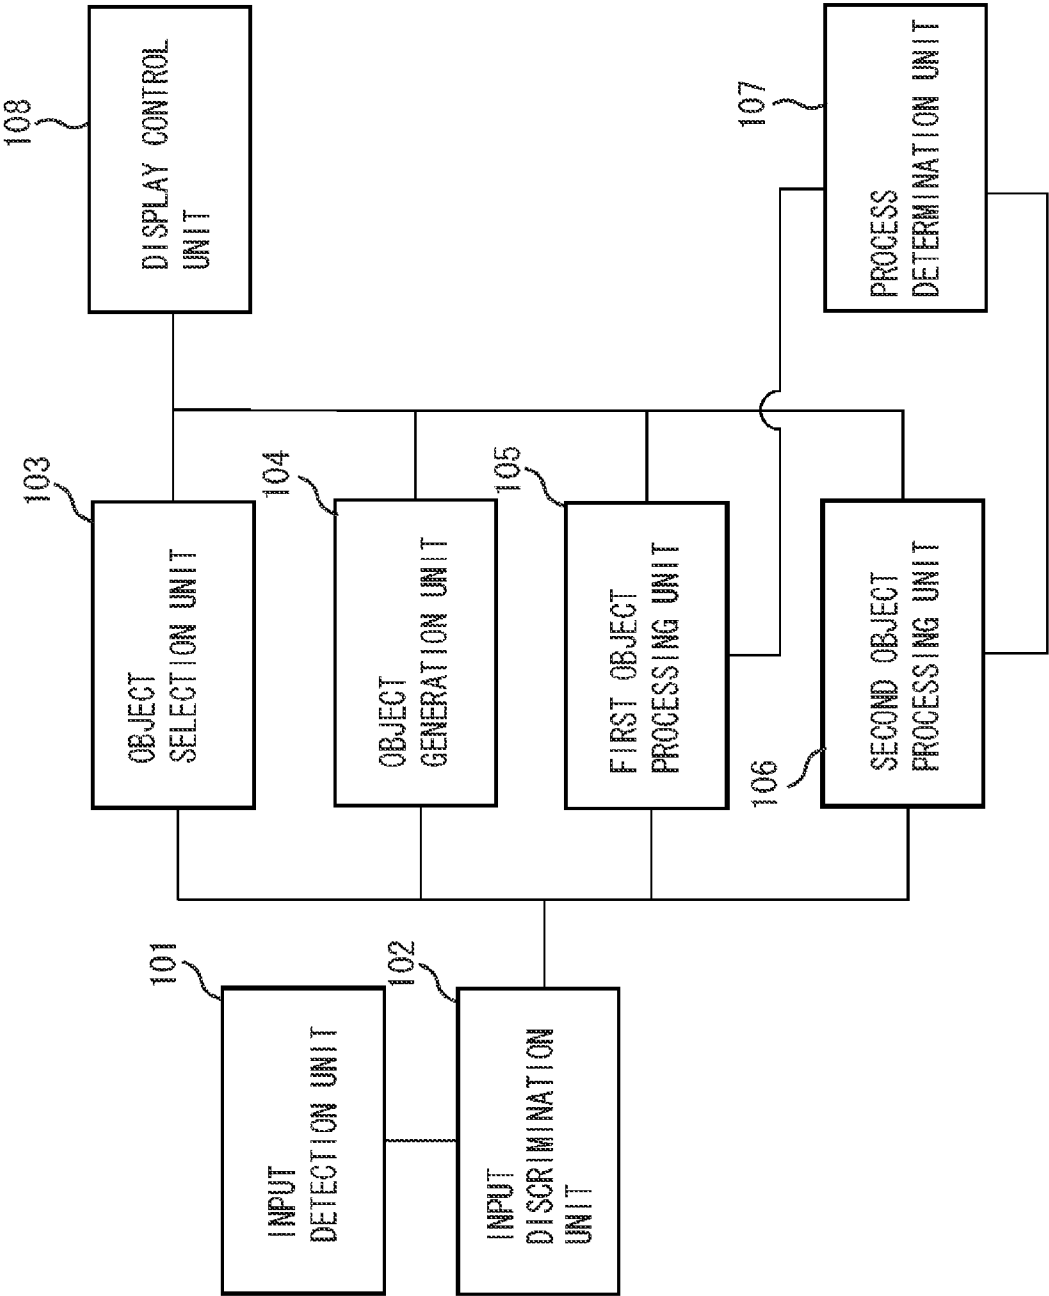 101
INPUT
DETECTION UNIT
102
INPUT
DISCRIMINATION
UNIT
103
OBJECT
SELECTION UNIT
104
OBJECT
GENERATION UNIT
105
FIRST OBJECT
PROCESSING UNIT
106
SECOND OBJECT
PROCESSING UNIT
108
DISPLAY CONTROL
UNIT
107
PROCESS
DETERMINATION UNIT